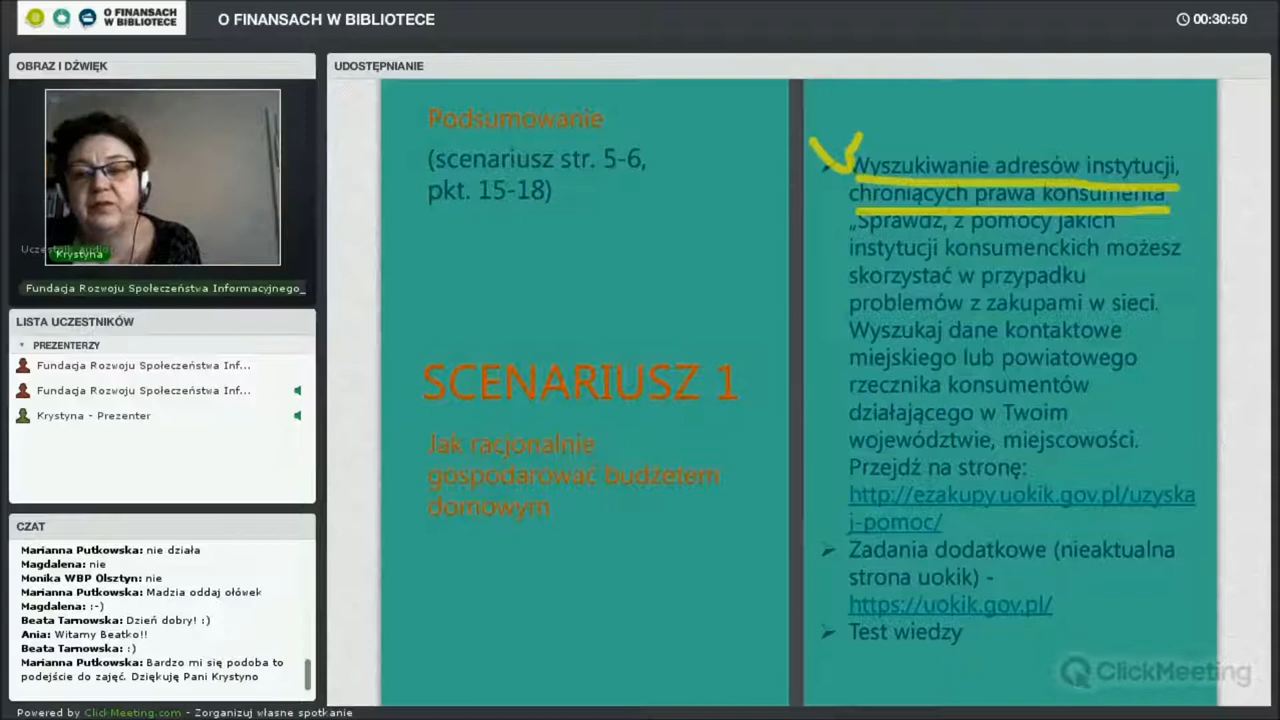 O FINANSACH
W BIBLIOTECE
O FINANSACH W BIBLIOTECE
00:30:50
OBRAZ I DŹWIĘK
Uczestnik audio:
Krystyna
Fundacja Rozwoju Społeczeństwa Informacyjnego_
LISTA UCZESTNIKÓW
PREZENTERZY
Fundacja Rozwoju Społeczeństwa Inf...
Fundacja Rozwoju Społeczeństwa Inf...
Krystyna - Prezenter
CZAT
Marianna Putkowska: nie działa
Magdalena: nie
Monika WBP Olsztyn: nie
Marianna Putkowska: Madzia oddaj ołówek
Magdalena: :-)
Beata Tarnowska: Dzień dobry! :)
Ania: Witamy Beatko!!
Beata Tarnowska: :)
Marianna Putkowska: Bardzo mi się podoba to
podejście do zajęć. Dziękuję Pani Krystyno
Powered by ClickMeeting.com - Zorganizuj własne spotkanie
UDOSTĘPNIANIE
Podsumowanie
(scenariusz str. 5-6,
pkt. 15-18)
SCENARIUSZ 1
Jak racjonalnie
gospodarować budżetem
domowym
Wyszukiwanie adresów instytucji,
chroniących prawa konsumenta
„Sprawdź, z pomocy jakich
instytucji konsumenckich możesz
skorzystać w przypadku
problemów z zakupami w sieci.
Wyszukaj dane kontaktowe
miejskiego lub powiatowego
rzecznika konsumentów
działającego w Twoim
województwie, miejscowości.
Przejdź na stronę:
http://ezakupy.uokik.gov.pl/uzyska
j-pomoc/
Zadania dodatkowe (nieaktualna
strona uokik) -
https://uokik.gov.pl/
Test wiedzy
ClickMeeting